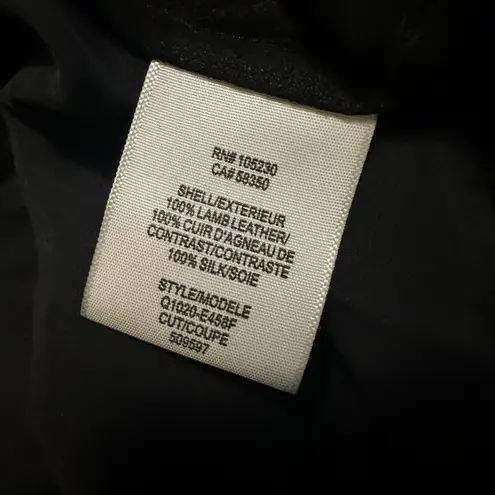 RN# 105230
CA# 58350
SHELL/EXTERIEUR
100% LAMB LEATHER/
100% CUIR D'AGNEAU DE
CONTRAST/CONTRASTE
100% SILK/SOIE
STYLE/MODELE
Q1020-E458F
CUT/COUPE
509597